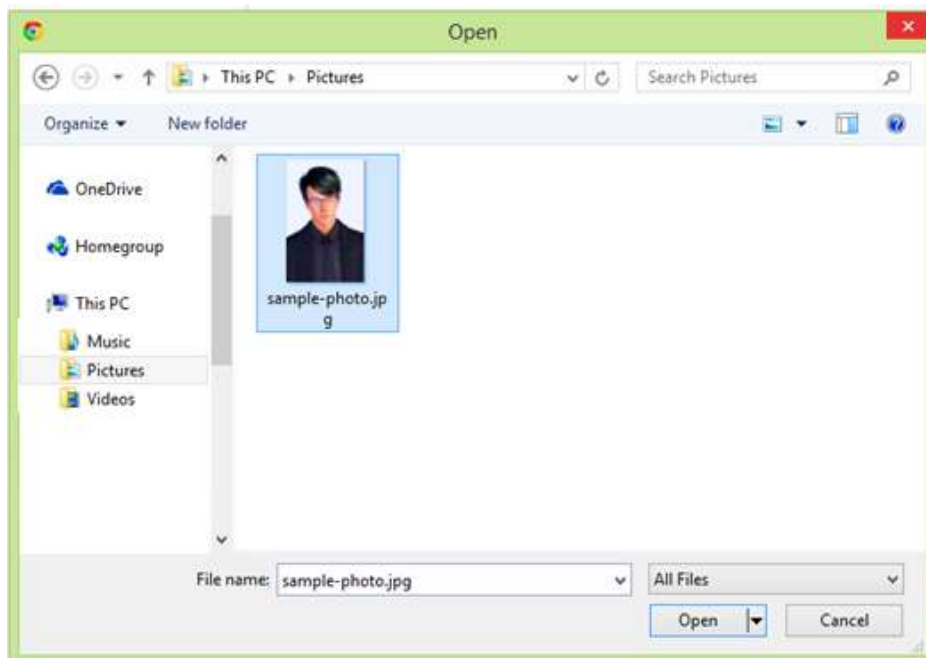 Open
This PC Pictures
Search Pictures
Organize
New folder
OneDrive
Homegroup
This PC
Music
Pictures
Videos
sample-photo.jp
g
File name: sample-photo.jpg
All Files
Open
Cancel